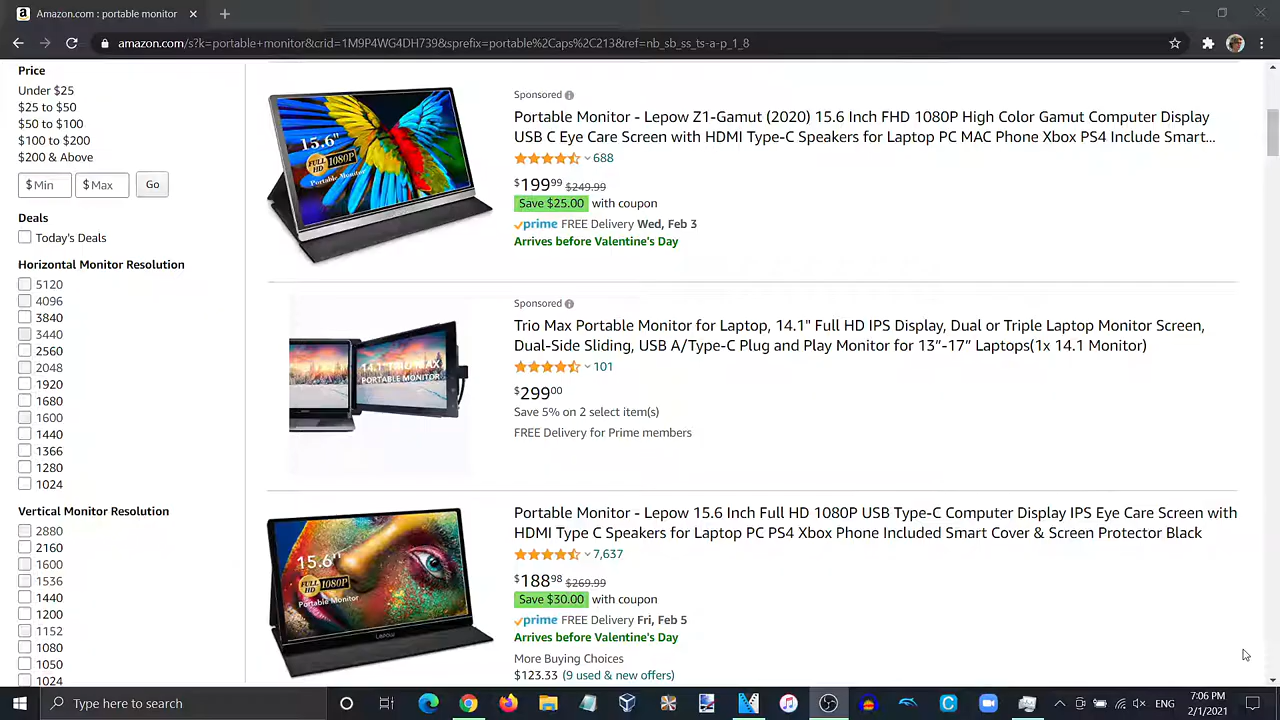 Amazon.com : portable monitor
amazon.com/s?k=portable+monitor&crid=1M9P4WG4DH739&sprefix=portable%2Caps%2C213&ref=nb_sb_ss_ts-a-p_1_8
Price
Under $25
$25 to $50
$50 to $100
$100 to $200
$200 & Above
$ Min
$ Max
Go
Deals
Today's Deals
Horizontal Monitor Resolution
5120
4096
3840
3440
2560
2048
1920
1680
1600
1440
1366
1280
1024
Vertical Monitor Resolution
2880
2160
1600
1536
1440
1200
1152
1080
1050
1024
15.6"
FULL HD 1080P
Portable Monitor
Sponsored
Portable Monitor - Lepow Z1-Gamut (2020) 15.6 Inch FHD 1080P High Color Gamut Computer Display
USB C Eye Care Screen with HDMI Type-C Speakers for Laptop PC MAC Phone Xbox PS4 Include Smart...
688
$199.99 $249.99
Save $25.00 with coupon
prime FREE Delivery Wed, Feb 3
Arrives before Valentine's Day
14.1" TRIO MAX
PORTABLE MONITOR
Sponsored
Trio Max Portable Monitor for Laptop, 14.1" Full HD IPS Display, Dual or Triple Laptop Monitor Screen,
Dual-Side Sliding, USB A/Type-C Plug and Play Monitor for 13”-17” Laptops(1x 14.1 Monitor)
101
$299.00
Save 5% on 2 select item(s)
FREE Delivery for Prime members
15.6"
FULL HD 1080P
Portable Monitor
Lepow
Portable Monitor - Lepow 15.6 Inch Full HD 1080P USB Type-C Computer Display IPS Eye Care Screen with
HDMI Type C Speakers for Laptop PC PS4 Xbox Phone Included Smart Cover & Screen Protector Black
7,637
$188.98 $269.99
Save $30.00 with coupon
prime FREE Delivery Fri, Feb 5
Arrives before Valentine's Day
More Buying Choices
$123.33 (9 used & new offers)
Type here to search
ENG
7:06 PM
2/1/2021